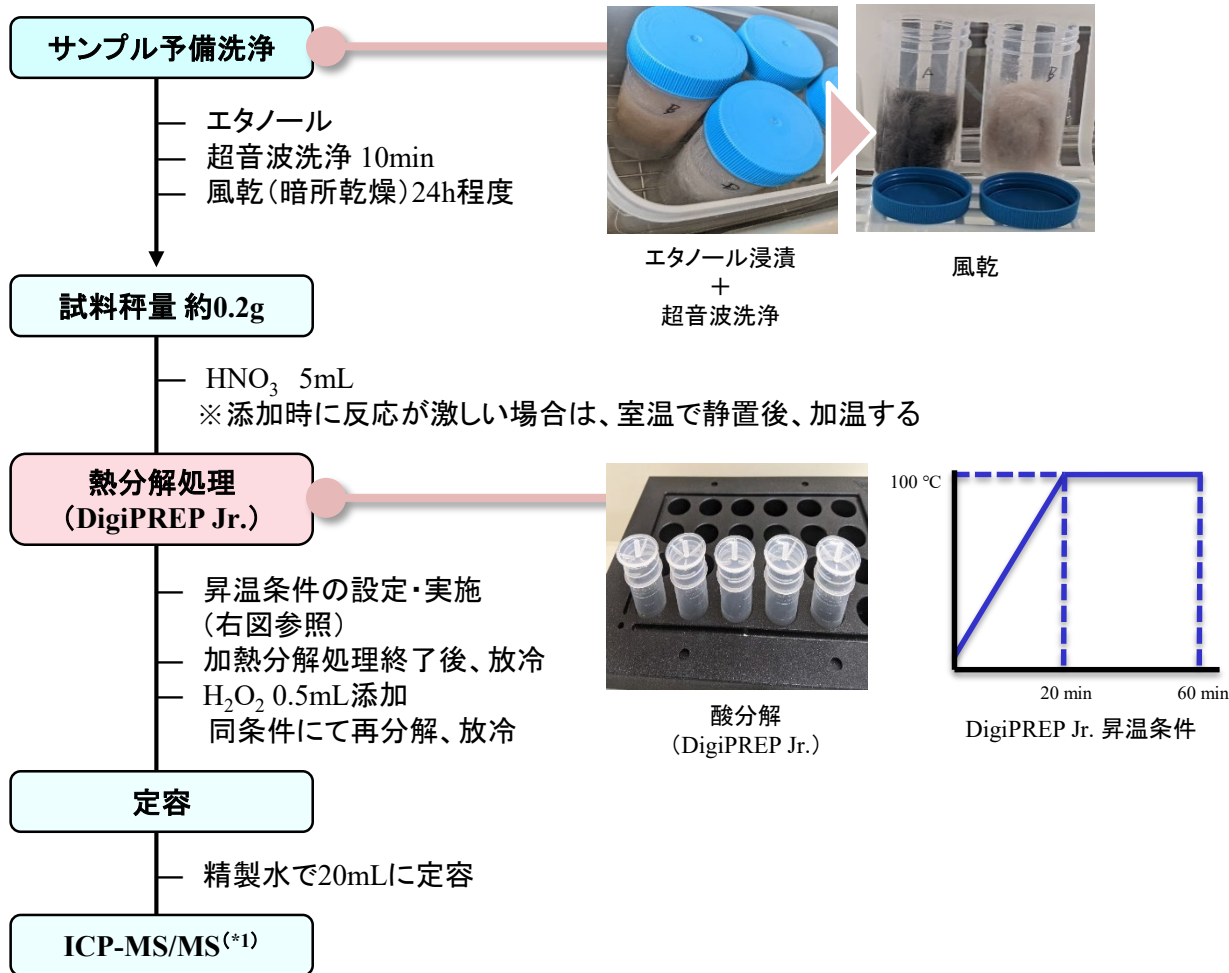 サンプル予備洗浄
エタノール
超音波洗浄 10min
風乾(暗所乾燥)24h程度
エタノール浸漬
＋
超音波洗浄
風乾
試料秤量 約0.2g
HNO₃ 5mL
※添加時に反応が激しい場合は、室温で静置後、加温する
熱分解処理
(DigiPREP Jr.)
昇温条件の設定・実施
(右図参照)
加熱分解処理終了後、放冷
H₂O₂ 0.5mL添加
同条件にて再分解、放冷
酸分解
(DigiPREP Jr.)
100 ℃
20 min
60 min
DigiPREP Jr. 昇温条件
定容
精製水で20mLに定容
ICP-MS/MS(*1)